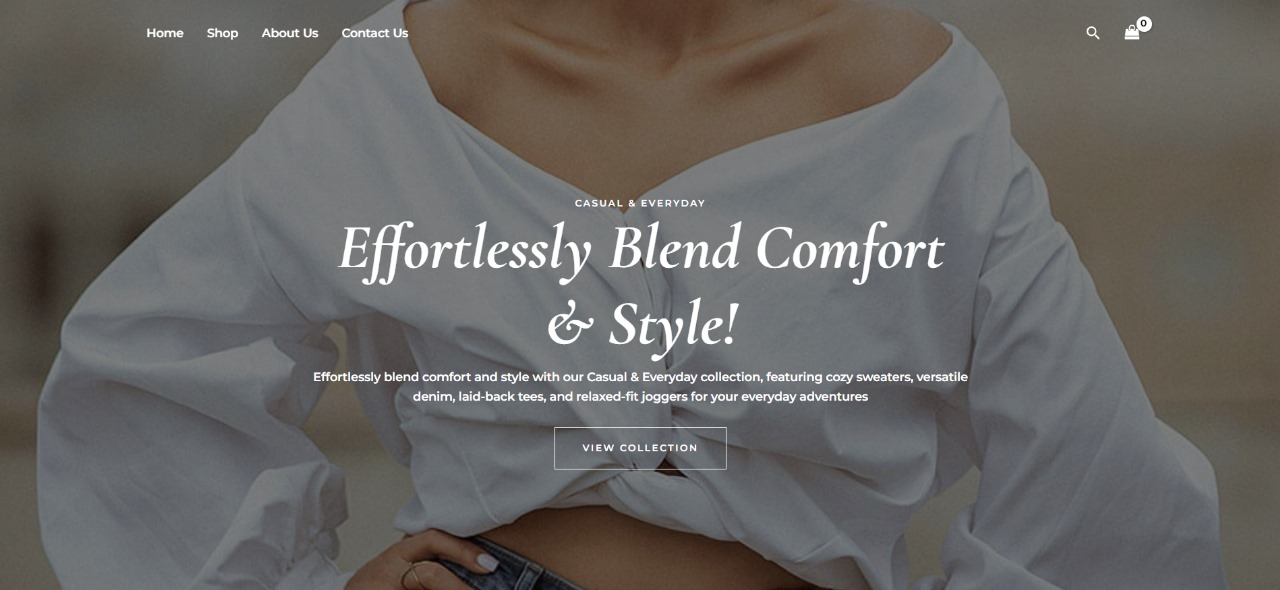 Home Shop About Us Contact Us
0
CASUAL & EVERYDAY
Effortlessly Blend Comfort
& Style!
Effortlessly blend comfort and style with our Casual & Everyday collection, featuring cozy sweaters, versatile
denim, laid-back tees, and relaxed-fit joggers for your everyday adventures
VIEW COLLECTION